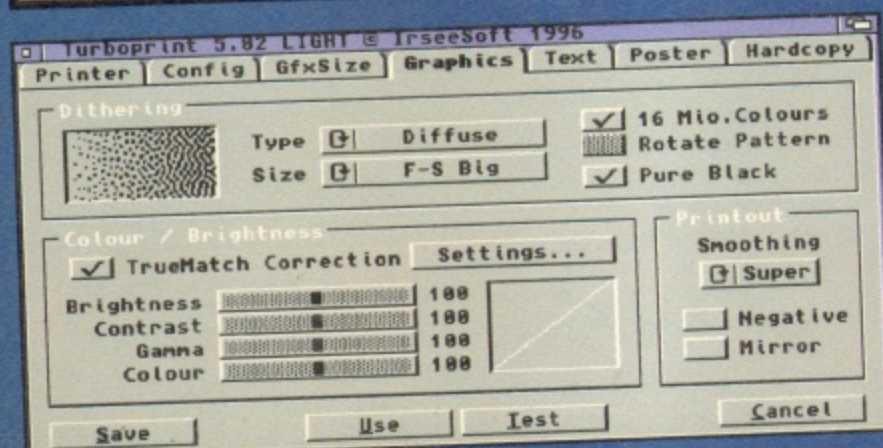 Turboprint 5.02 LIGHT © IrseeSoft 1996
Printer Config GfxSize Graphics Text Poster Hardcopy
Dithering
Type Diffuse
Size F-S Big
16 Mio.Colours
Rotate Pattern
Pure Black
Colour / Brightness
TrueMatch Correction Settings...
Brightness 100
Contrast 100
Gamma 100
Colour 100
Printout
Smoothing
Super
Negative
Mirror
Save Use Test Cancel